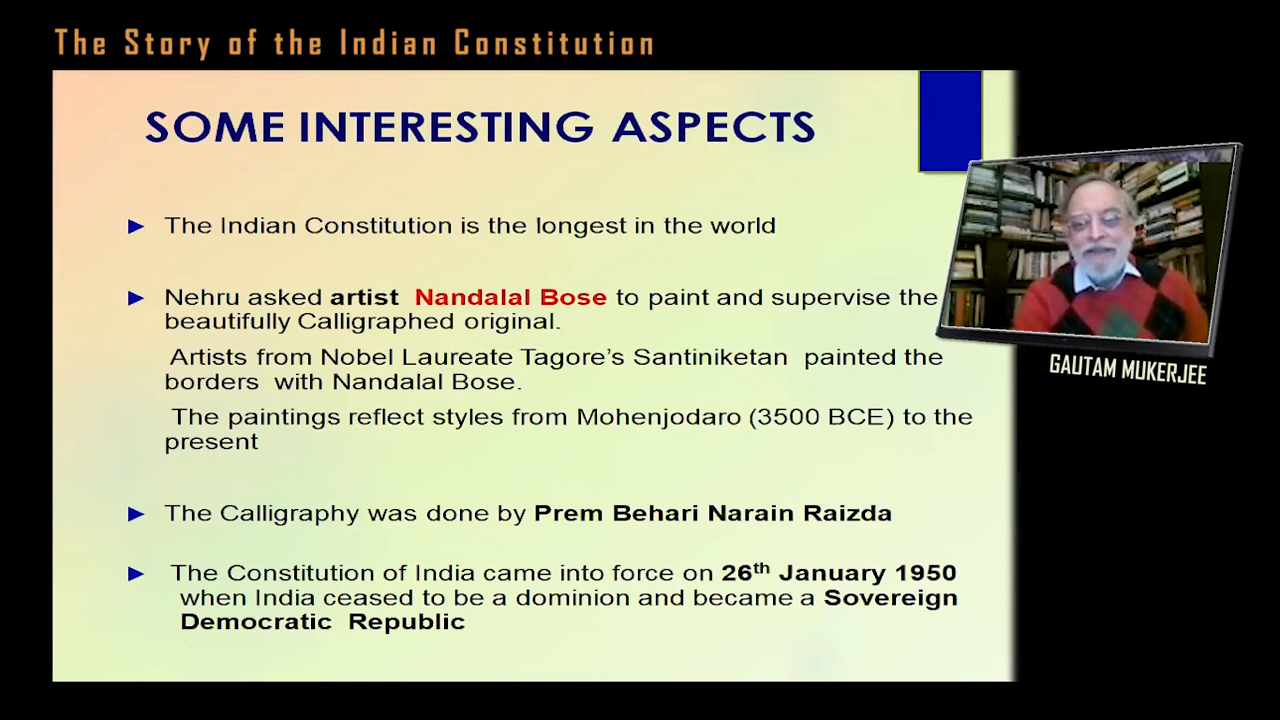 The Story of the Indian Constitution
SOME INTERESTING ASPECTS
► The Indian Constitution is the longest in the world
► Nehru asked artist Nandalal Bose to paint and supervise the
beautifully Calligraphed original.
Artists from Nobel Laureate Tagore’s Santiniketan painted the
borders with Nandalal Bose.
The paintings reflect styles from Mohenjodaro (3500 BCE) to the
present
► The Calligraphy was done by Prem Behari Narain Raizda
► The Constitution of India came into force on 26th January 1950
when India ceased to be a dominion and became a Sovereign
Democratic Republic
GAUTAM MUKERJEE